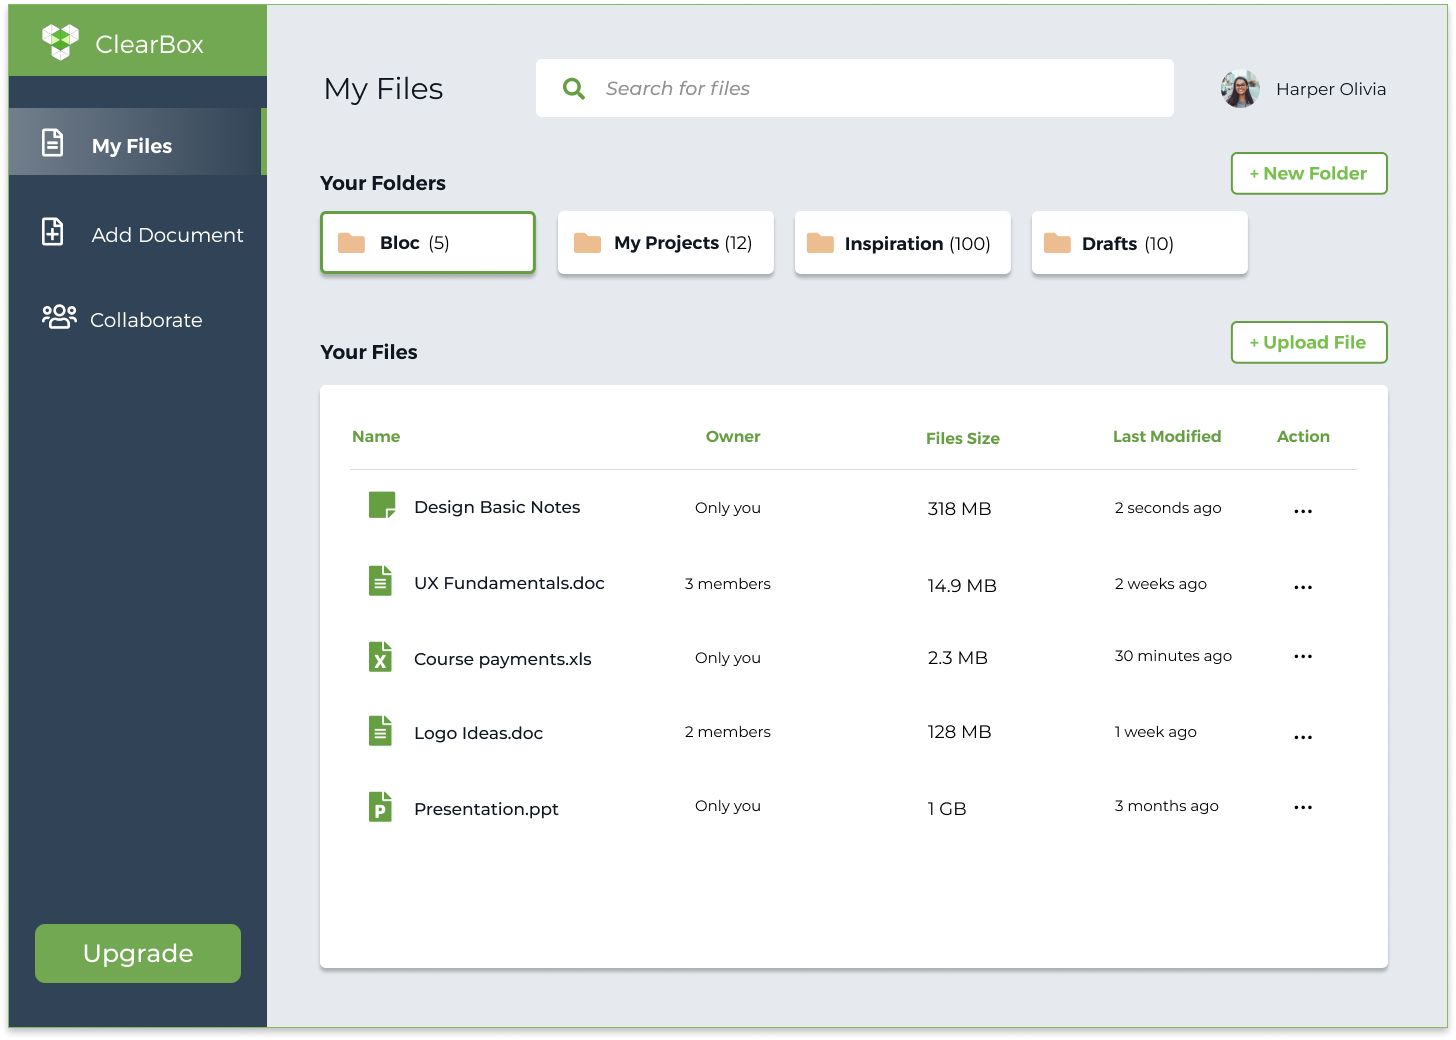 ClearBox
My Files
Search for files
Harper Olivia
My Files
Add Document
Collaborate
Upgrade
Your Folders
+ New Folder
Bloc (5)
My Projects (12)
Inspiration (100)
Drafts (10)
Your Files
+ Upload File
Name Owner Files Size Last Modified Action
Design Basic Notes Only you 318 MB 2 seconds ago ...
UX Fundamentals.doc 3 members 14.9 MB 2 weeks ago ...
Course payments.xls Only you 2.3 MB 30 minutes ago ...
Logo Ideas.doc 2 members 128 MB 1 week ago ...
Presentation.ppt Only you 1 GB 3 months ago ...